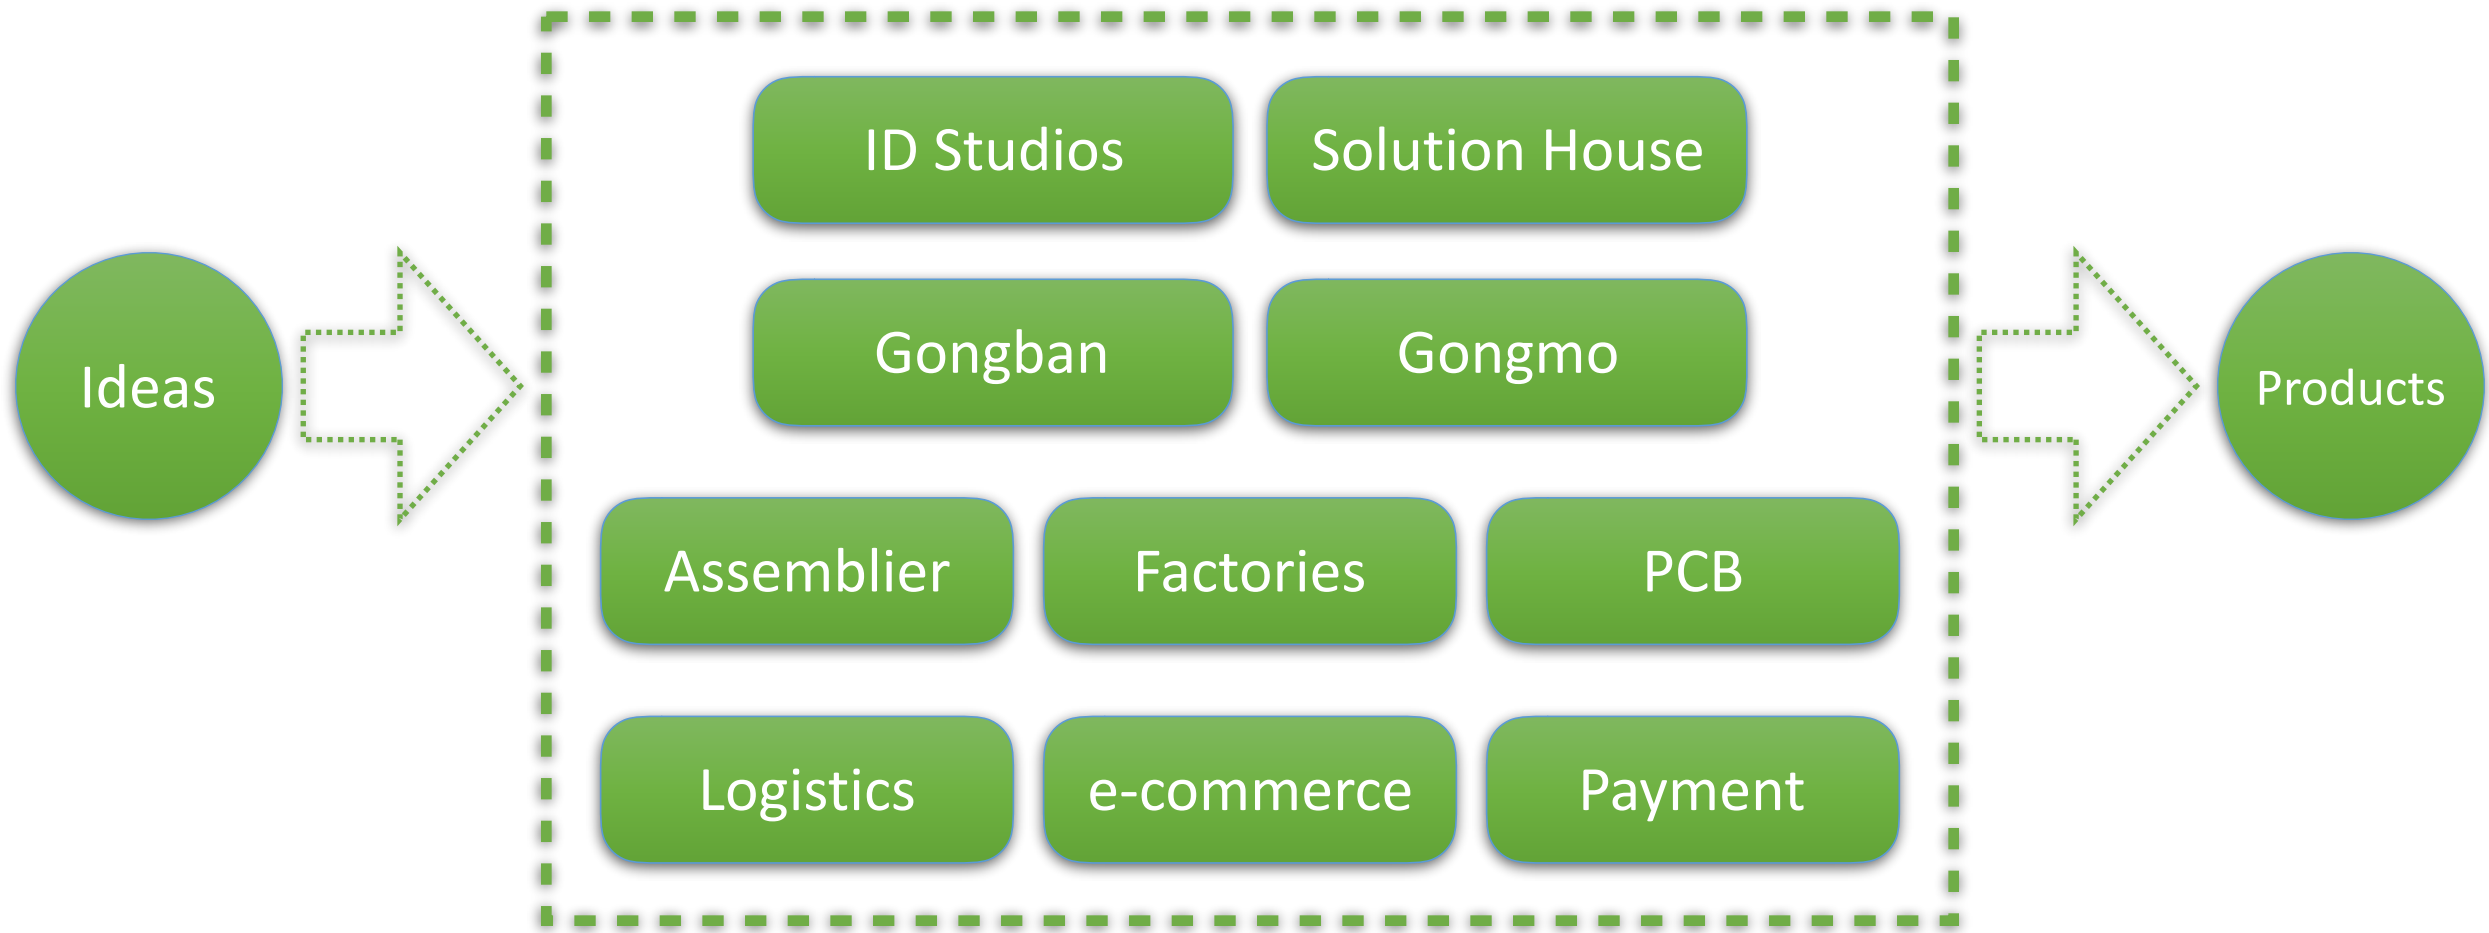 ID Studios
Solution House
Gongban
Gongmo
Ideas
Products
Assemblier
Factories
PCB
Logistics
e-commerce
Payment